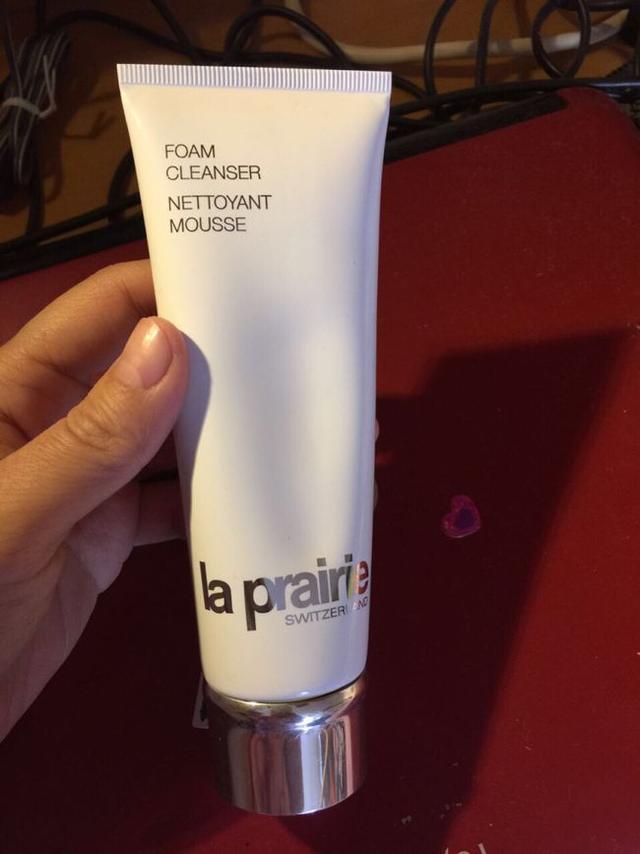 FOAM
CLEANSER
NETTOYANT
MOUSSE
la prairie
SWITZERLAND